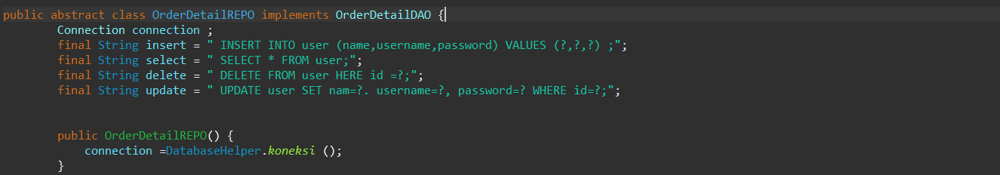 public abstract class OrderDetailREPO implements OrderDetailDAO {
Connection connection ;
final String insert = " INSERT INTO user (name,username,password) VALUES (?,?,?) ;";
final String select = " SELECT * FROM user;";
final String delete = " DELETE FROM user HERE id =?;";
final String update = " UPDATE user SET nam=?. username=?, password=? WHERE id=?;";
public OrderDetailREPO() {
connection =DatabaseHelper.koneksi ();
}